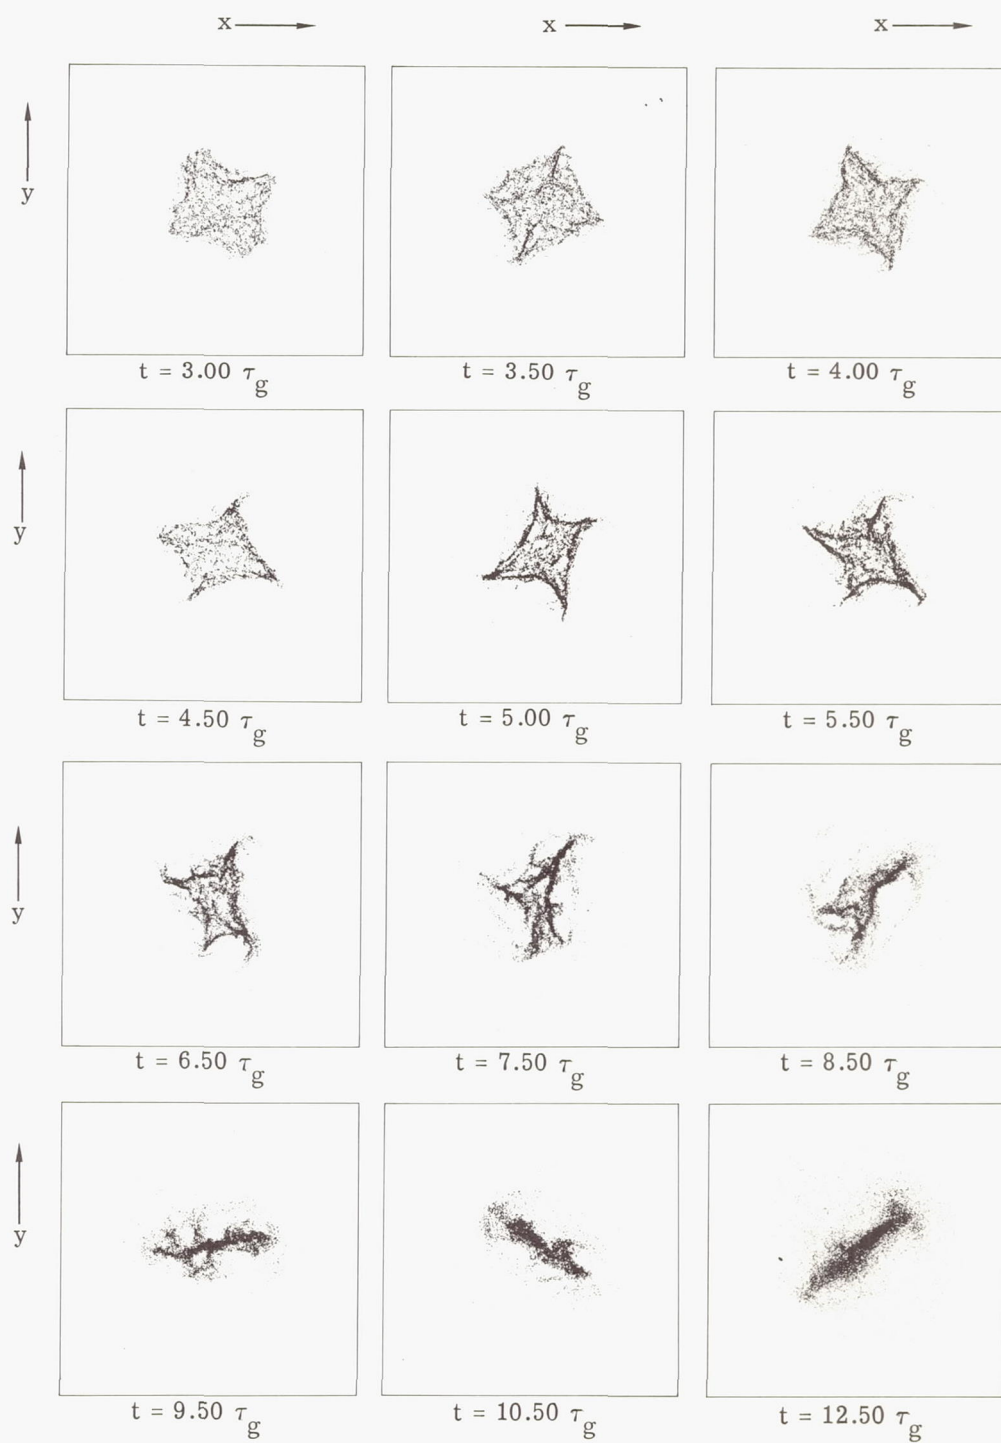 x x x
y
t = 3.00 τg t = 3.50 τg t = 4.00 τg
y
t = 4.50 τg t = 5.00 τg t = 5.50 τg
y
t = 6.50 τg t = 7.50 τg t = 8.50 τg
y
t = 9.50 τg t = 10.50 τg t = 12.50 τg